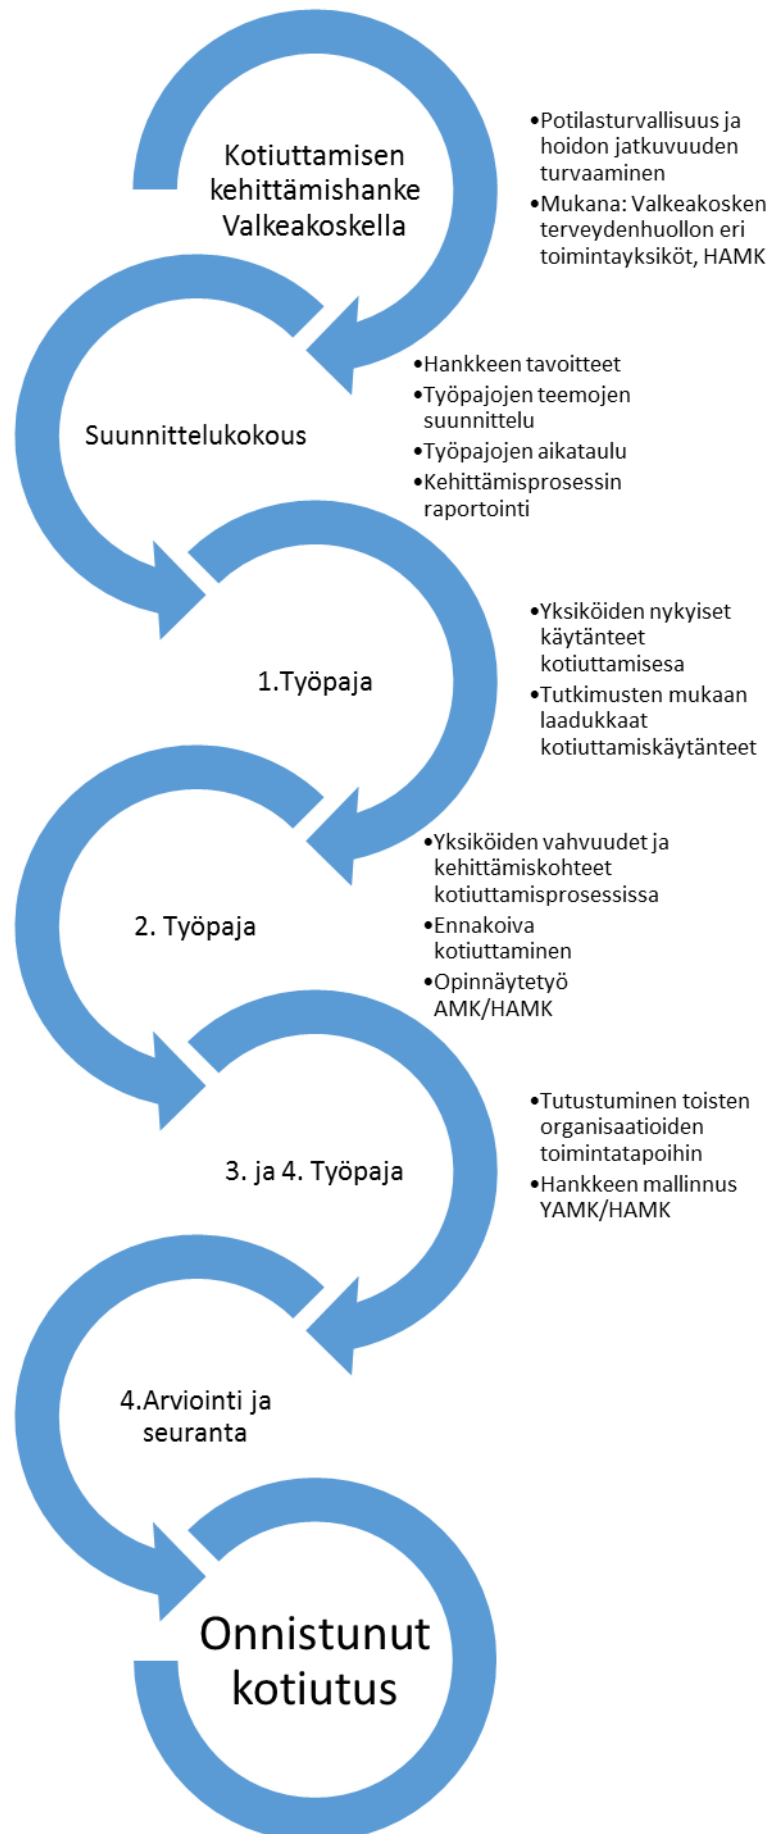 Kotiuttamisen
kehittämishanke
Valkeakoskella
•Potilasturvallisuus ja
hoidon jatkuvuuden
turvaaminen
•Mukana: Valkeakosken
terveydenhuollon eri
toimintayksiköt, HAMK
Suunnittelukokous
•Hankkeen tavoitteet
•Työpajojen teemojen
suunnittelu
•Työpajojen aikataulu
•Kehittämisprosessin
raportointi
1.Työpaja
•Yksiköiden nykyiset
käytänteet
kotiuttamisesa
•Tutkimusten mukaan
laadukkaat
kotiuttamiskäytänteet
2. Työpaja
•Yksiköiden vahvuudet ja
kehittämiskohteet
kotiuttamisprosessissa
•Ennakoiva
kotiuttaminen
•Opinnäytetyö
AMK/HAMK
3. ja 4. Työpaja
•Tutustuminen toisten
organisaatioiden
toimintatapoihin
•Hankkeen mallinnus
YAMK/HAMK
4.Arviointi ja
seuranta
Onnistunut
kotiutus